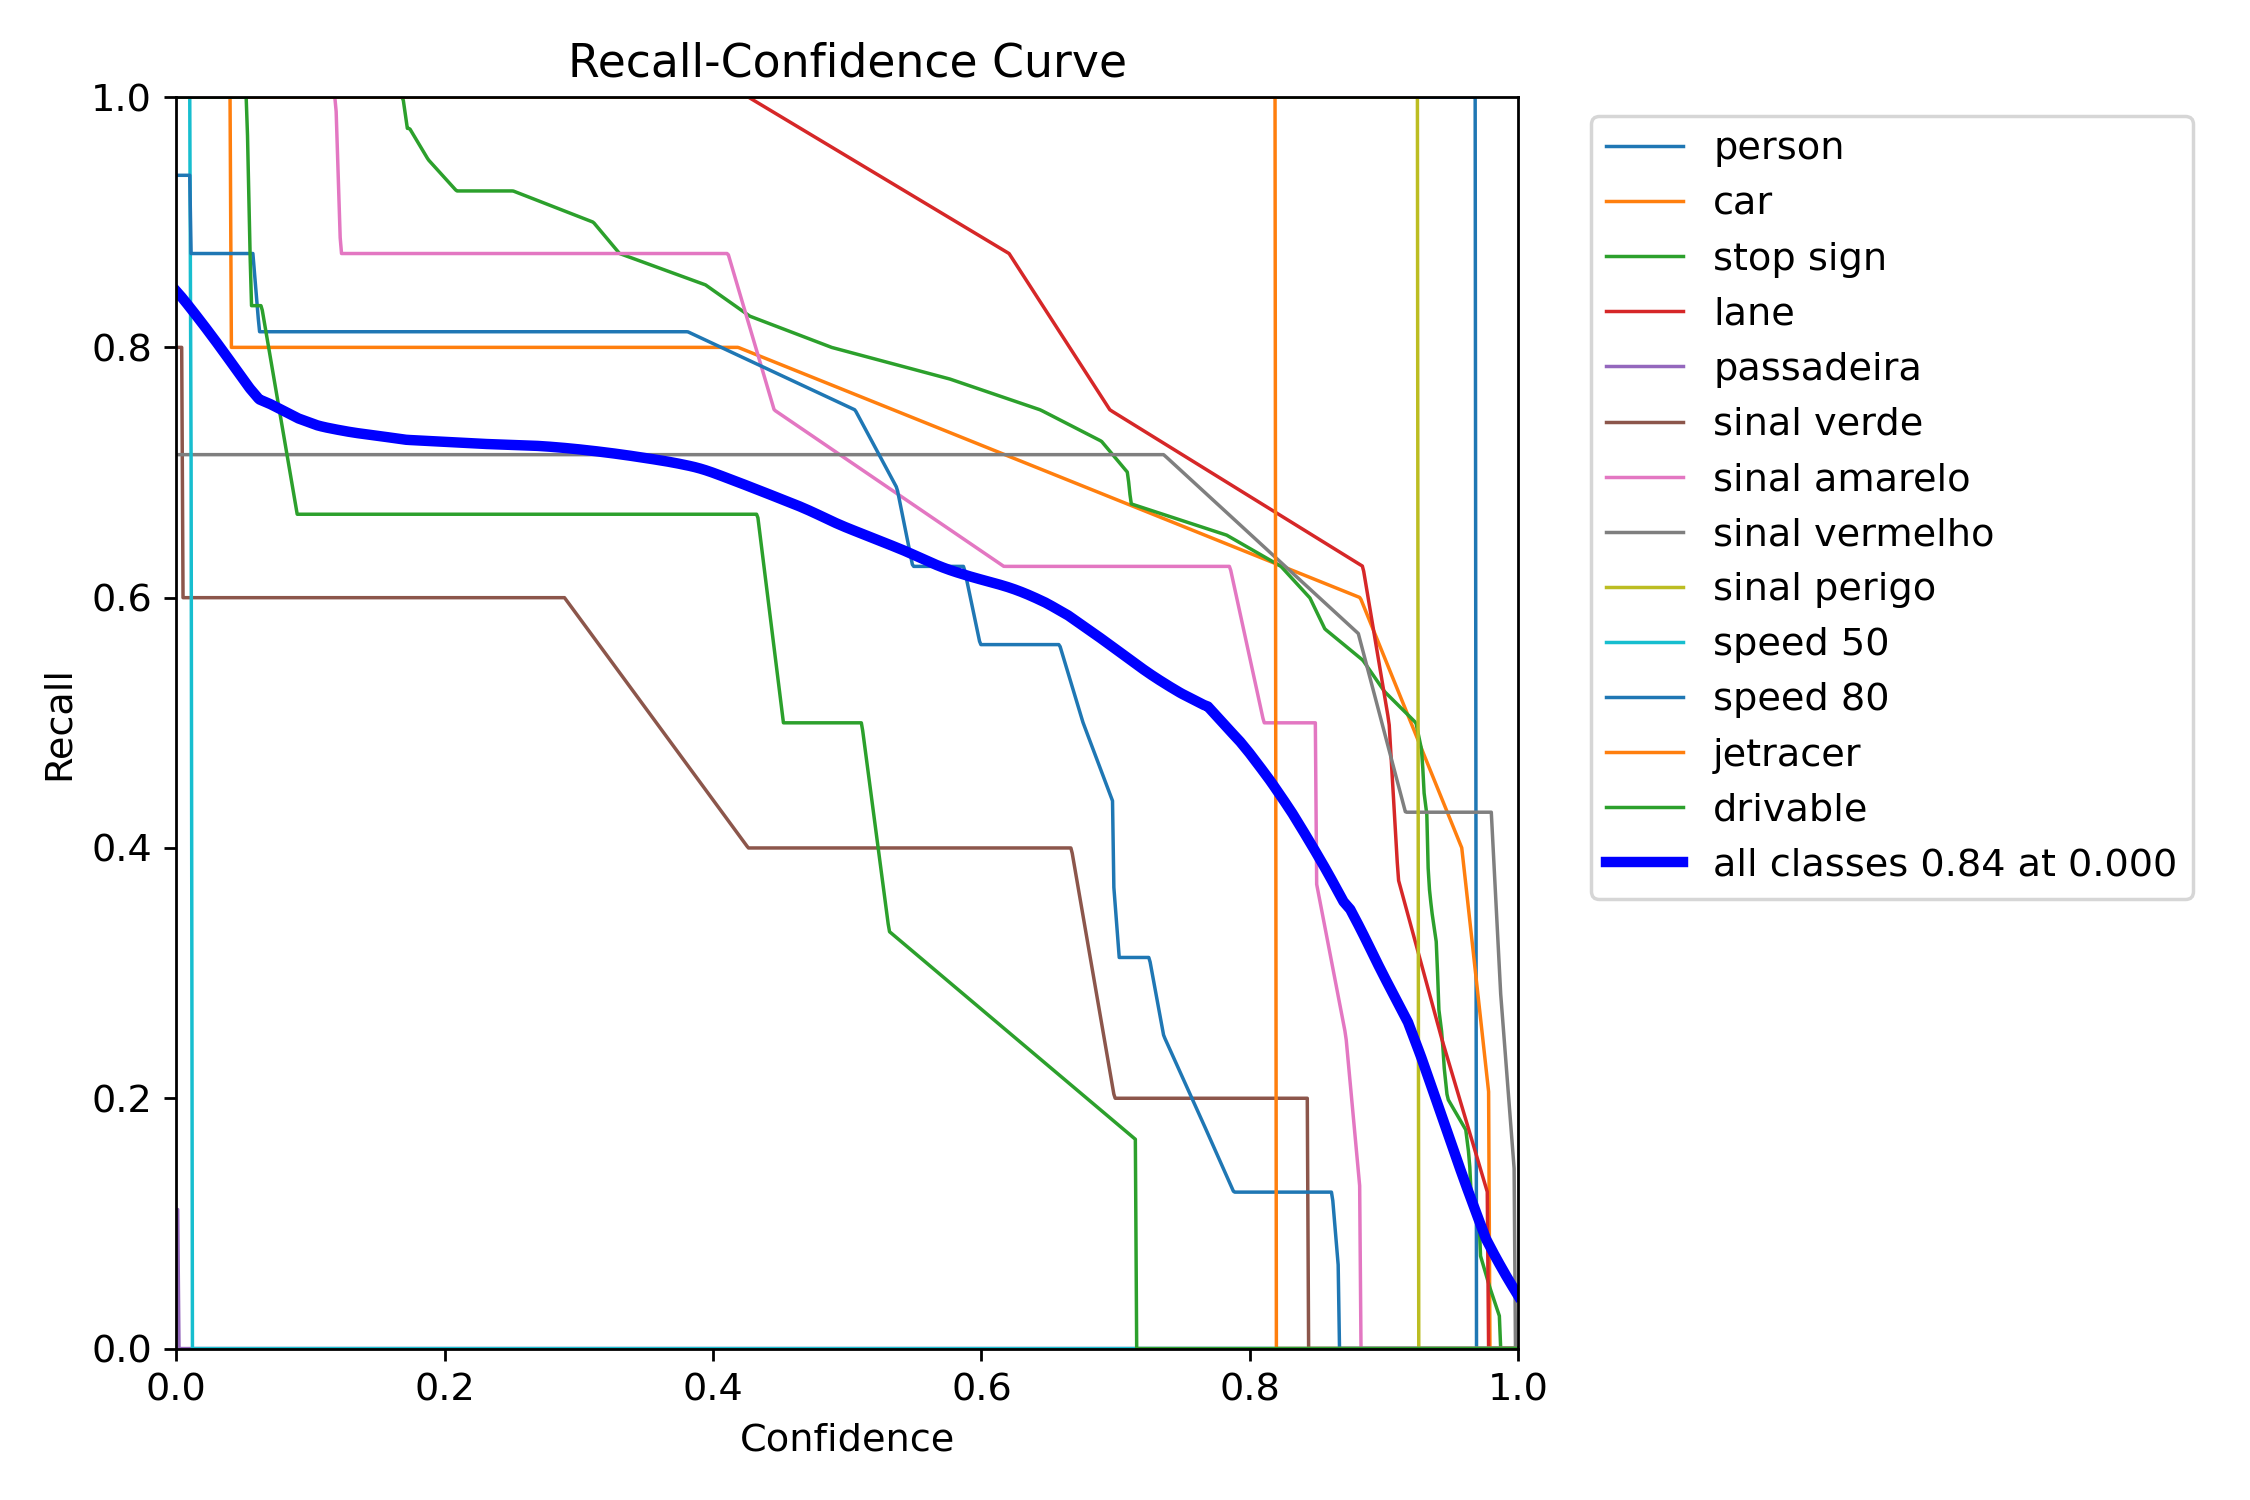 Recall-Confidence Curve
1.0
0.8
0.6
0.4
0.2
0.0
Recall
0.0 0.2 0.4 0.6 0.8 1.0
Confidence
person
car
stop sign
lane
passadeira
sinal verde
sinal amarelo
sinal vermelho
sinal perigo
speed 50
speed 80
jetracer
drivable
all classes 0.84 at 0.000